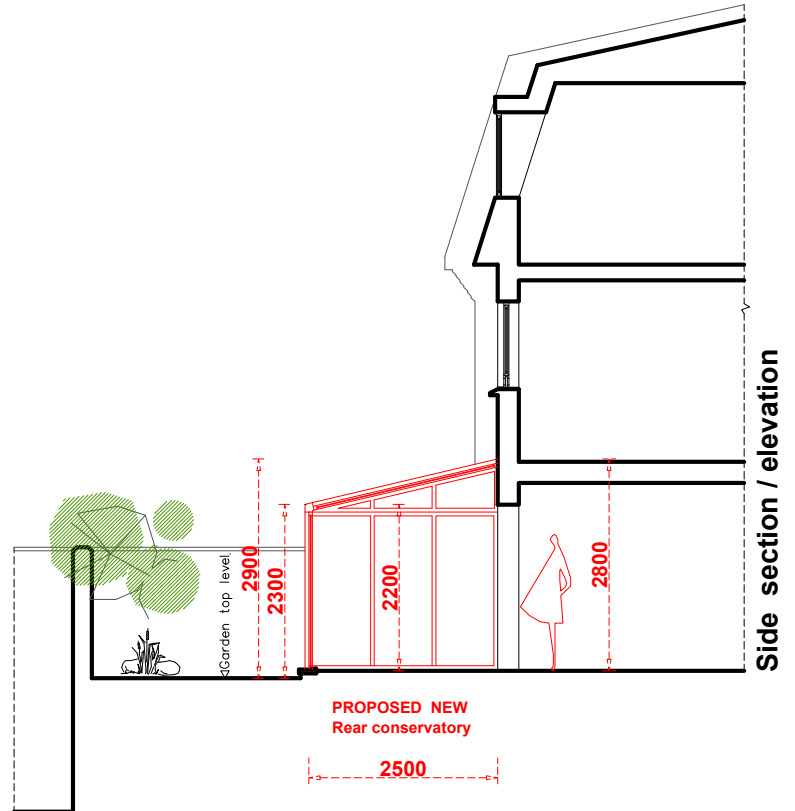 2900
2300
2200
2800
Garden top level
PROPOSED NEW
Rear conservatory
2500
Side section / elevation